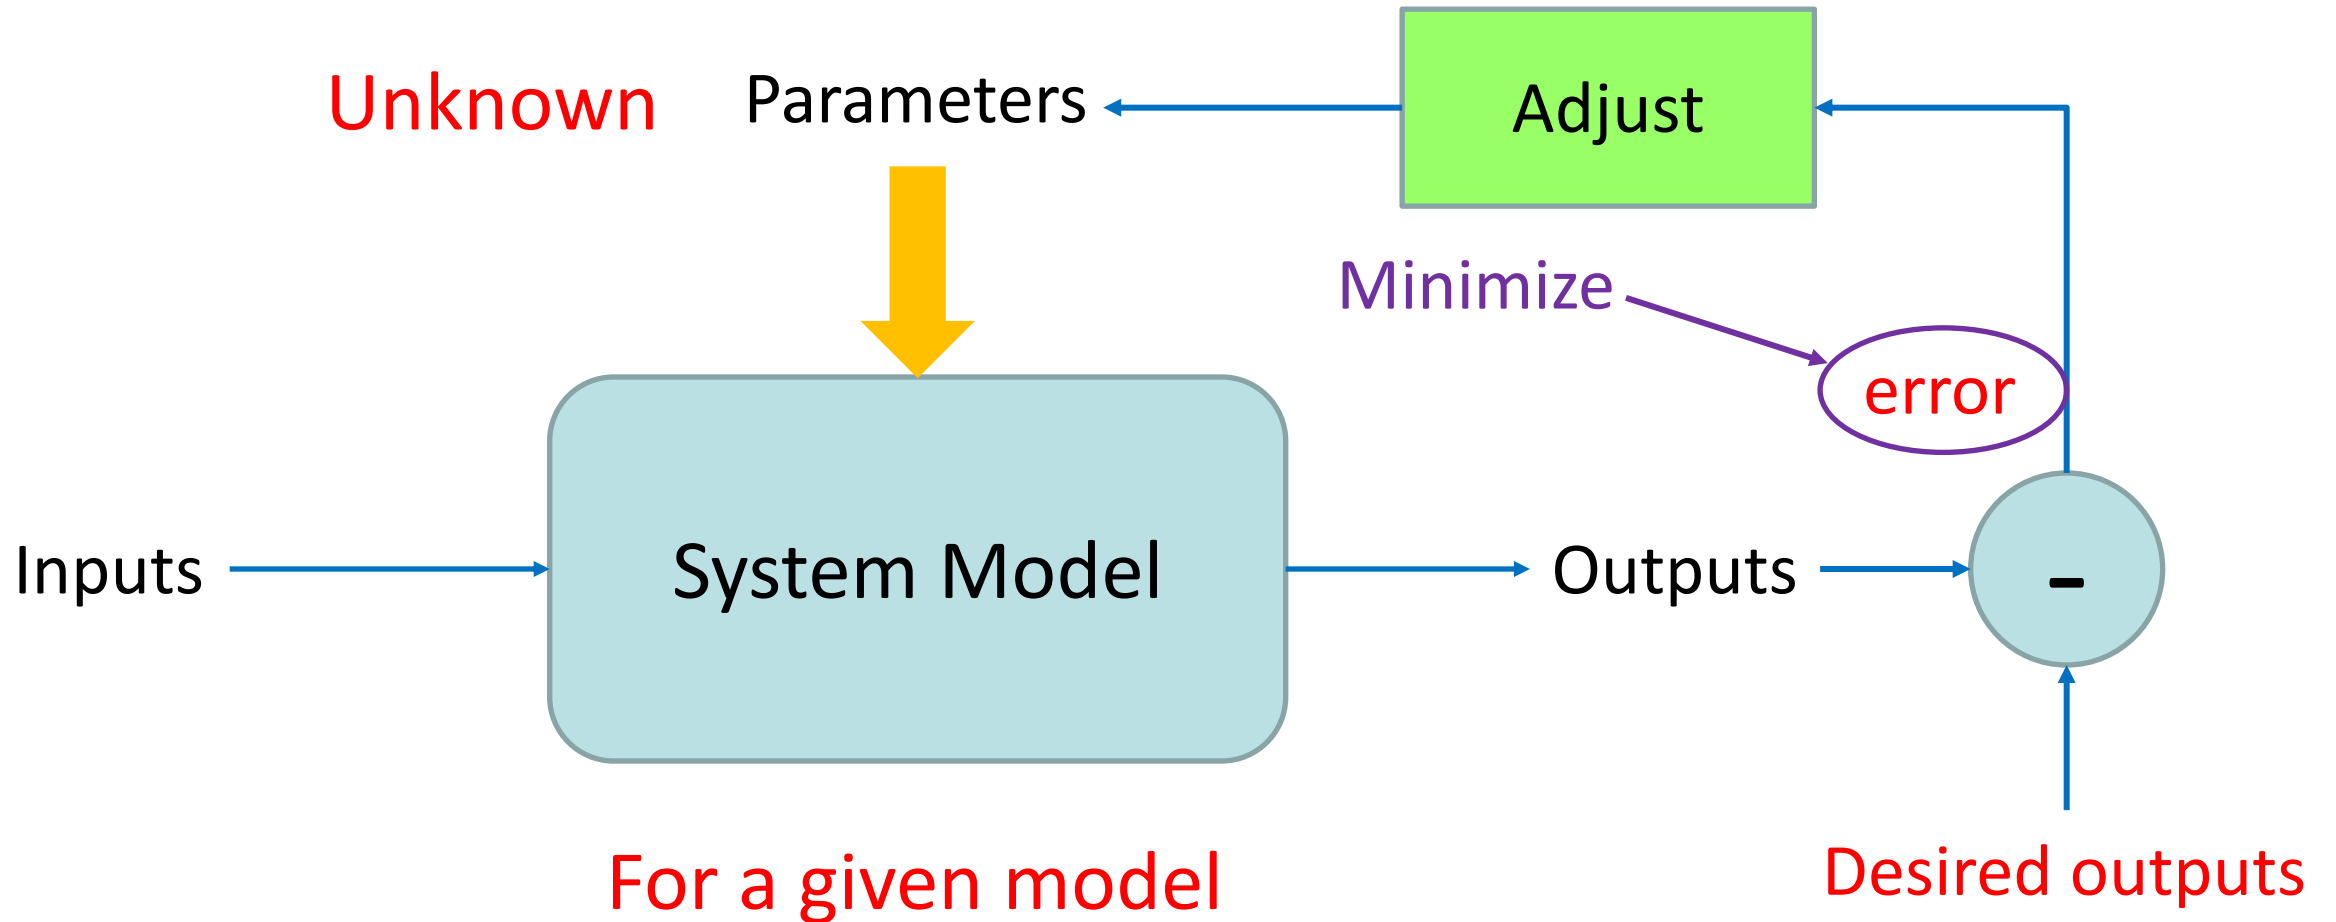 Unknown
Parameters
Adjust
Minimize
error
Inputs
System Model
Outputs
-
For a given model
Desired outputs